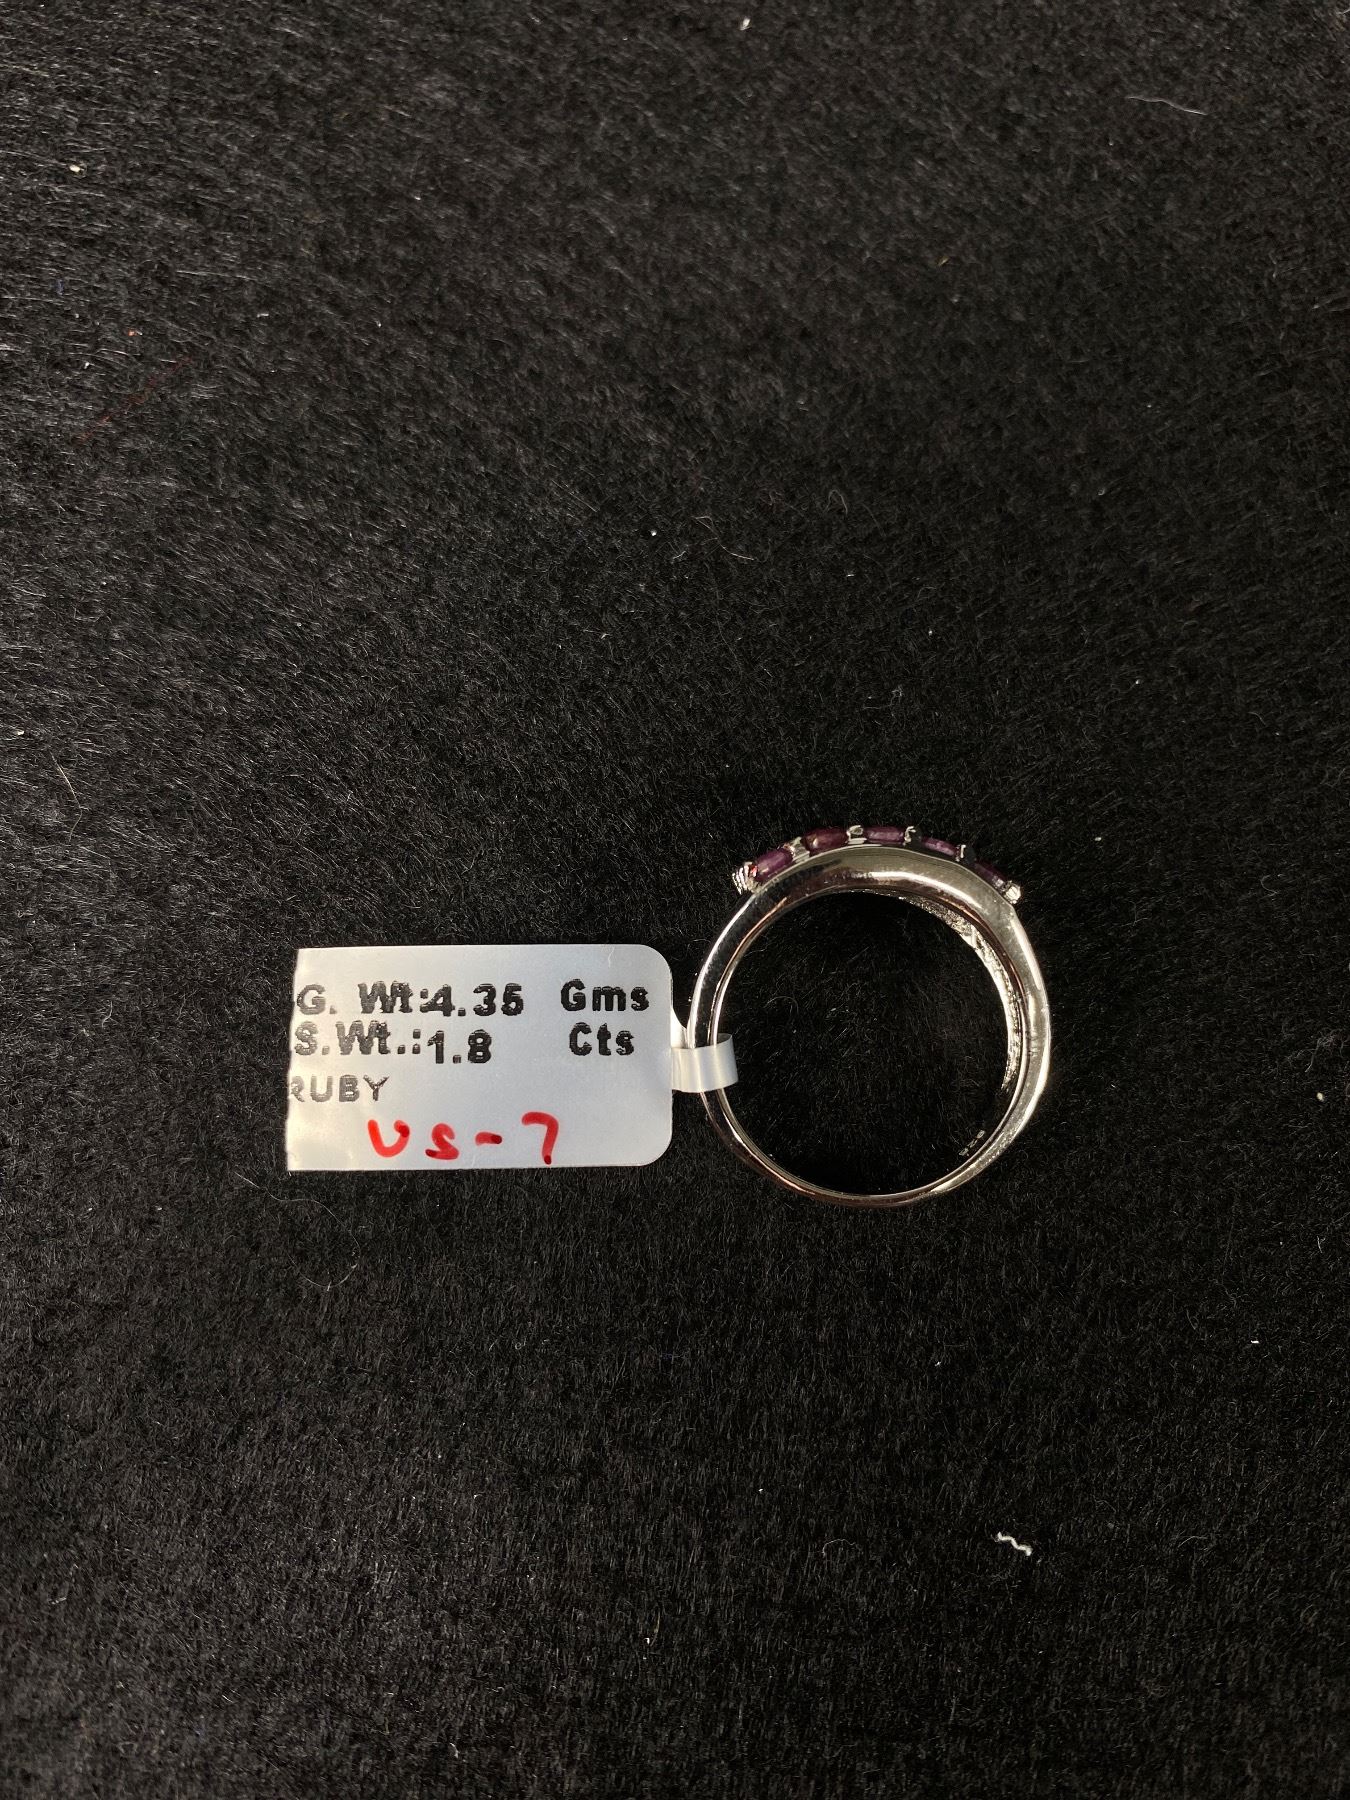 G. Wt:4.35 Gms
S.Wt.:1.8 Cts
RUBY
US-7